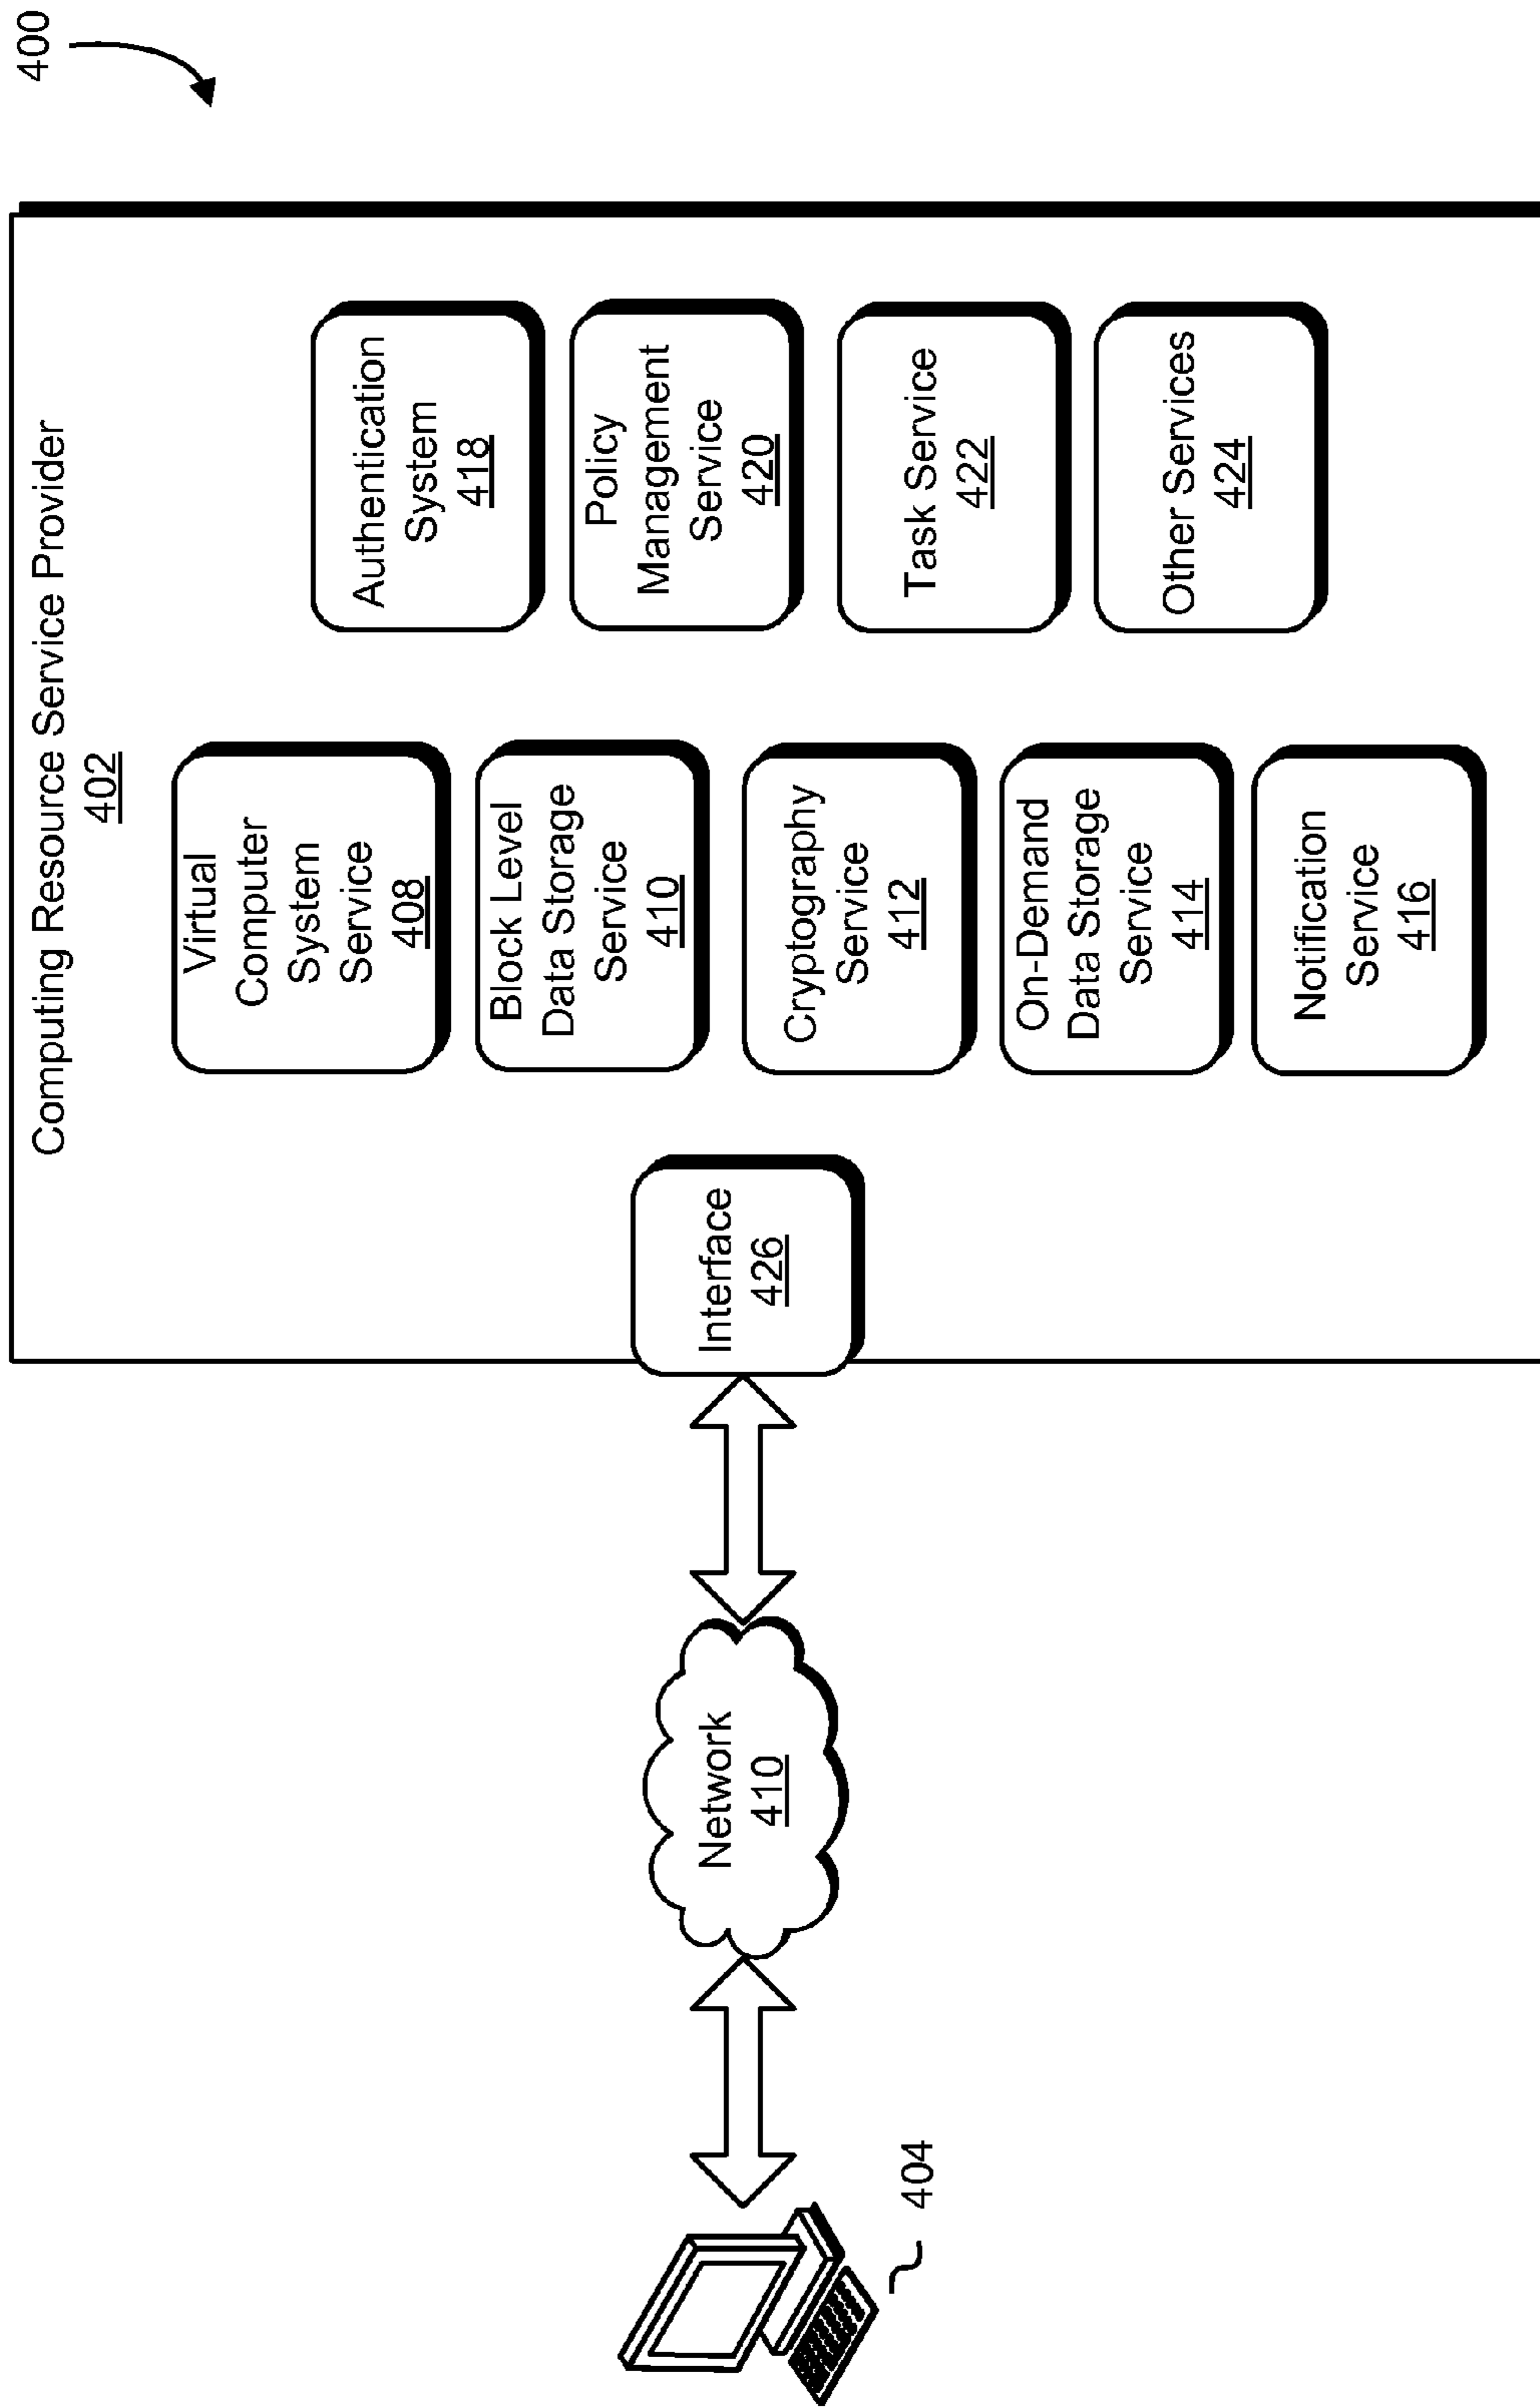 400
Computing Resource Service Provider
402
Virtual
Computer
System
Service
408
Block Level
Data Storage
Service
410
Cryptography
Service
412
On-Demand
Data Storage
Service
414
Notification
Service
416
Authentication
System
418
Policy
Management
Service
420
Task Service
422
Other Services
424
Interface
426
Network
410
404